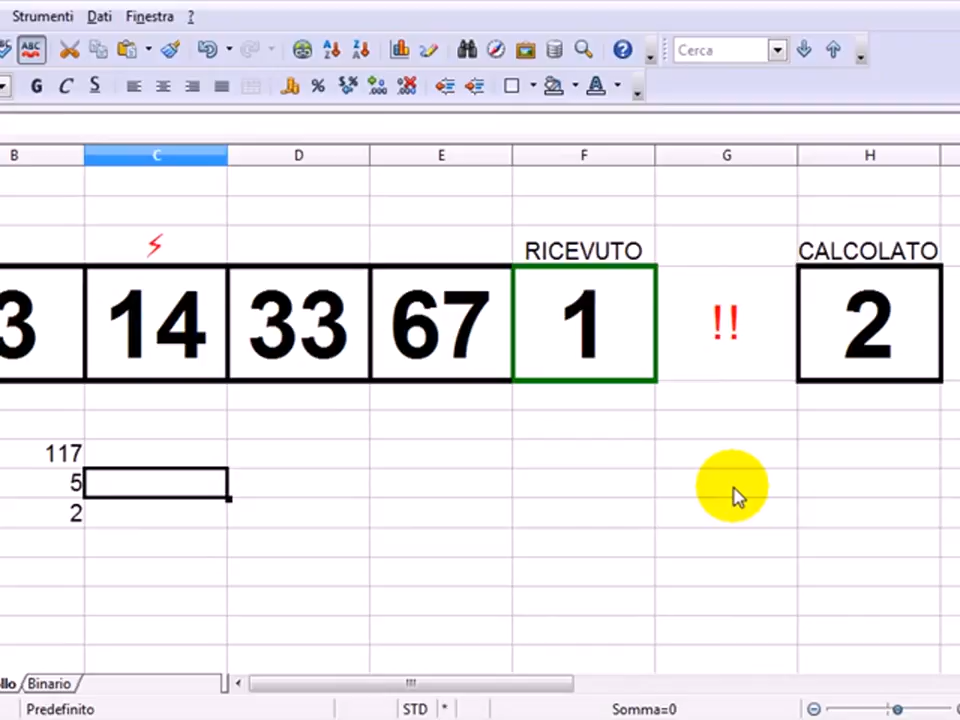 Strumenti Dati Finestra ?
ABC Cerca
G C S %
B C D E F G H
RICEVUTO CALCOLATO
3 14 33 67 1 !! 2
117
5
2
llo Binario
Predefinito STD * Somma=0